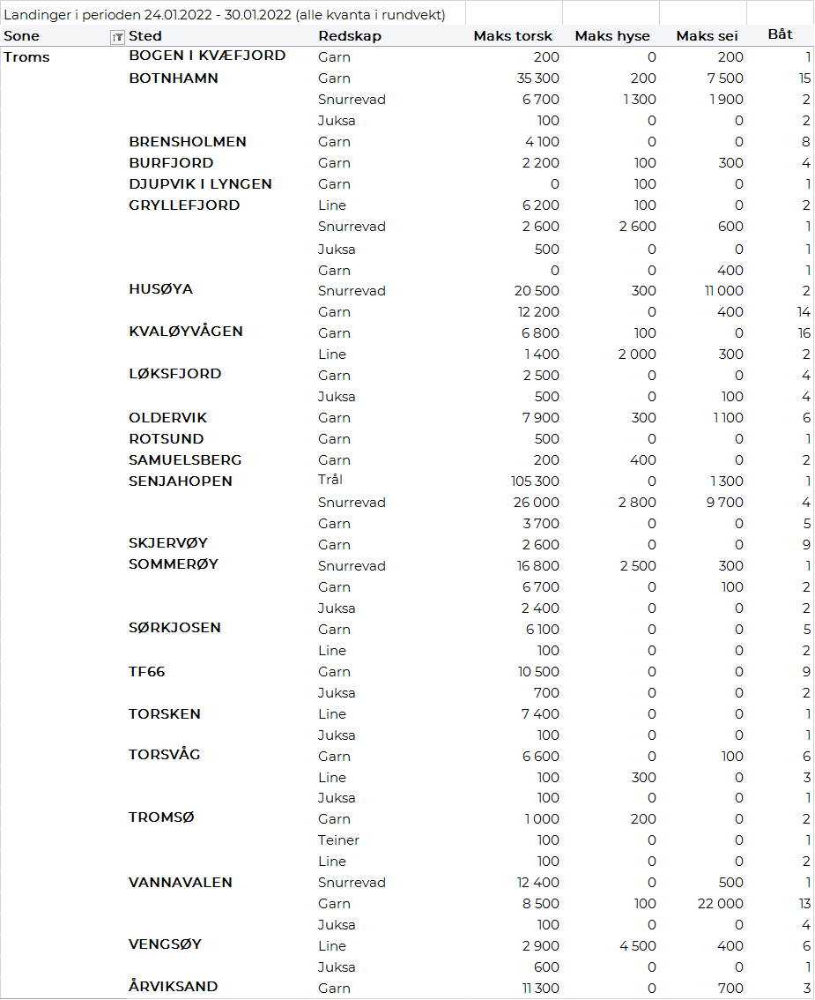 Landinger i perioden 24.01.2022 - 30.01.2022 (alle kvanta i rundvekt)
Sone Sted Redskap Maks torsk Maks hyse Maks sei Båt
Troms BOGEN I KVÆFJORD Garn 200 0 200 1
BOTNHAMN Garn 35 300 200 7 500 15
Snurrevad 6 700 1 300 1 900 2
Juksa 100 0 0 2
BRENSHOLMEN Garn 4 100 0 0 8
BURFJORD Garn 2 200 100 300 4
DJUPVIK I LYNGEN Garn 0 100 0 1
GRYLLEFJORD Line 6 200 100 0 2
Snurrevad 2 600 2 600 600 1
Juksa 500 0 0 1
Garn 0 0 400 1
HUSØYA Snurrevad 20 500 300 11 000 2
Garn 12 200 0 400 14
KVALØYVÅGEN Garn 6 800 100 0 16
Line 1 400 2 000 300 2
LØKSFJORD Garn 2 500 0 0 4
Juksa 500 0 100 4
OLDERVIK Garn 7 900 300 1 100 6
ROTSUND Garn 500 0 0 1
SAMUELSBERG Garn 200 400 0 2
SENJAHOPEN Trål 105 300 0 1 300 1
Snurrevad 26 000 2 800 9 700 4
Garn 3 700 0 0 5
SKJERVØY Garn 2 600 0 0 9
SOMMERØY Snurrevad 16 800 2 500 300 1
Garn 6 700 0 100 2
Juksa 2 400 0 0 2
SØRKJOSEN Garn 6 100 0 0 5
Line 100 0 0 2
TF66 Garn 10 500 0 0 9
Juksa 700 0 0 2
TORSKEN Line 7 400 0 0 1
Juksa 100 0 0 1
TORSVÅG Garn 6 600 0 100 6
Line 100 300 0 3
Juksa 100 0 0 1
TROMSØ Garn 1 000 200 0 2
Teiner 100 0 0 1
Line 100 0 0 2
VANNAVALEN Snurrevad 12 400 0 500 1
Garn 8 500 100 22 000 13
Juksa 100 0 0 4
VENGSØY Line 2 900 4 500 400 6
Juksa 600 0 0 1
ÅRVIKSAND Garn 11 300 0 700 3